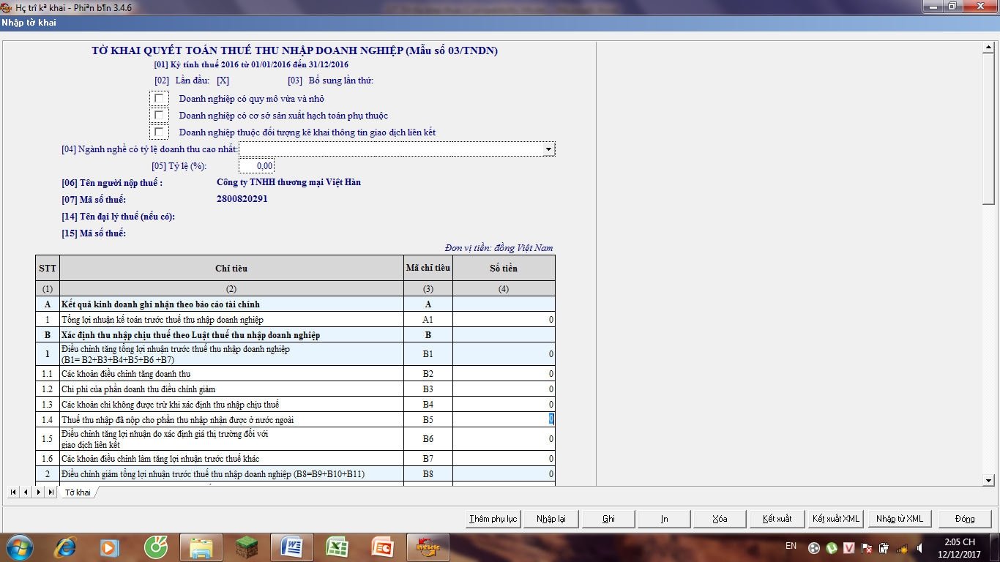 Hç trî kª khai - Phiªn b¶n 3.4.6
Nhập tờ khai
TỜ KHAI QUYẾT TOÁN THUẾ THU NHẬP DOANH NGHIỆP (Mẫu số 03/TNDN)
[01] Kỳ tính thuế 2016 từ 01/01/2016 đến 31/12/2016
[02] Lần đầu: [X] [03] Bổ sung lần thứ:
Doanh nghiệp có quy mô vừa và nhỏ
Doanh nghiệp có cơ sở sản xuất hạch toán phụ thuộc
Doanh nghiệp thuộc đối tượng kê khai thông tin giao dịch liên kết
[04] Ngành nghề có tỷ lệ doanh thu cao nhất:
[05] Tỷ lệ (%): 0,00
[06] Tên người nộp thuế : Công ty TNHH thương mại Việt Hàn
[07] Mã số thuế: 2800820291
[14] Tên đại lý thuế (nếu có):
[15] Mã số thuế:
Đơn vị tiền: đồng Việt Nam
STT Chỉ tiêu Mã chỉ tiêu Số tiền
(1) (2) (3) (4)
A Kết quả kinh doanh ghi nhận theo báo cáo tài chính A
1 Tổng lợi nhuận kế toán trước thuế thu nhập doanh nghiệp A1 0
B Xác định thu nhập chịu thuế theo Luật thuế thu nhập doanh nghiệp B
1 Điều chỉnh tăng tổng lợi nhuận trước thuế thu nhập doanh nghiệp
(B1= B2+B3+B4+B5+B6 +B7) B1 0
1.1 Các khoản điều chỉnh tăng doanh thu B2 0
1.2 Chi phí của phần doanh thu điều chỉnh giảm B3 0
1.3 Các khoản chi không được trừ khi xác định thu nhập chịu thuế B4 0
1.4 Thuế thu nhập đã nộp cho phần thu nhập nhận được ở nước ngoài B5 0
1.5 Điều chỉnh tăng lợi nhuận do xác định giá thị trường đối với
giao dịch liên kết B6 0
1.6 Các khoản điều chỉnh làm tăng lợi nhuận trước thuế khác B7 0
2 Điều chỉnh giảm tổng lợi nhuận trước thuế thu nhập doanh nghiệp (B8=B9+B10+B11) B8 0
Tờ khai
Thêm phụ lục Nhập lại Ghi In Xóa Kết xuất Kết xuất XML Nhập từ XML Đóng
EN 2:05 CH
12/12/2017